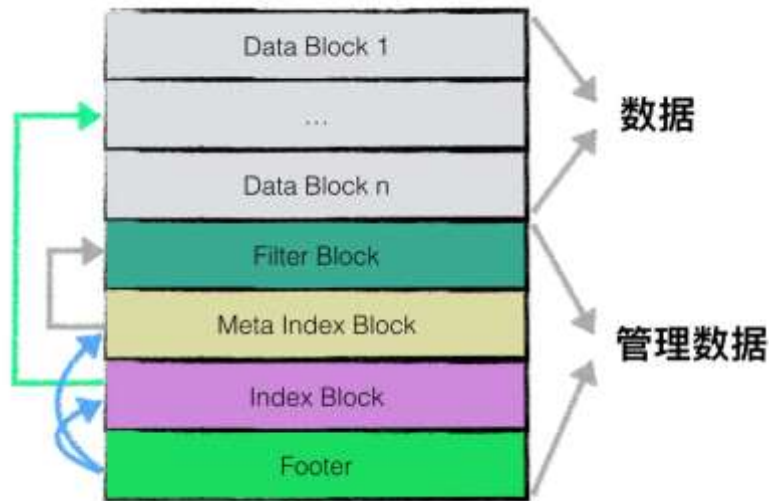 Data Block 1
...
Data Block n
Filter Block
Meta Index Block
Index Block
Footer
数据
管理数据